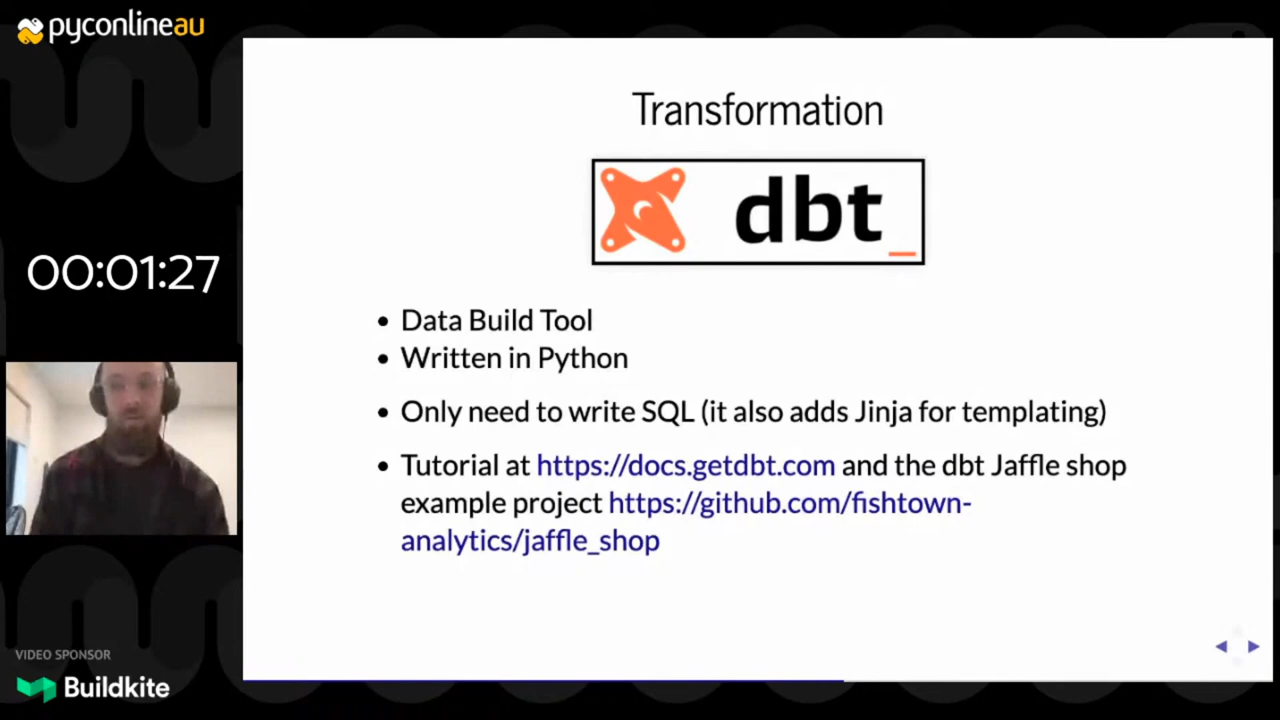 pyconlineau
Transformation
dbt_
00:01:27
Data Build Tool
Written in Python
Only need to write SQL (it also adds Jinja for templating)
Tutorial at https://docs.getdbt.com and the dbt Jaffle shop
example project https://github.com/fishtown-
analytics/jaffle_shop
VIDEO SPONSOR
Buildkite